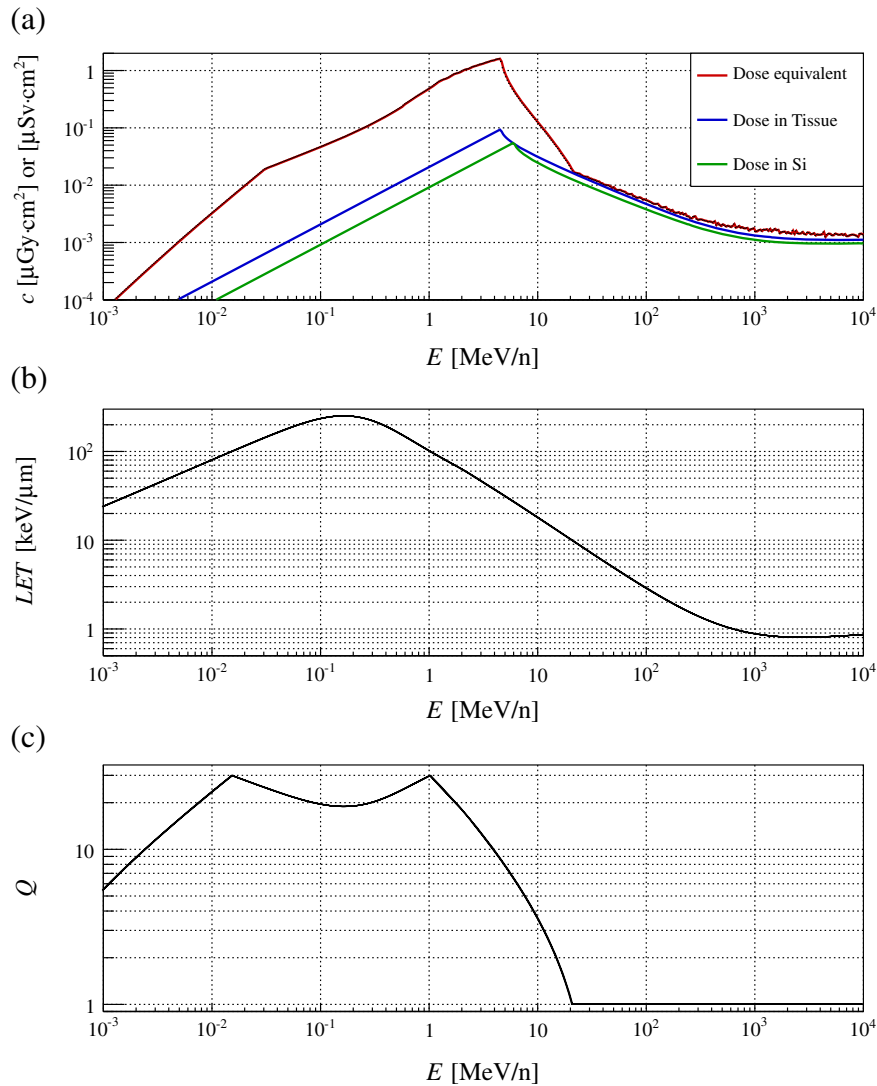 (a)
c [μGy·cm²] or [μSv·cm²]
1
10⁻¹
10⁻²
10⁻³
10⁻⁴
Dose equivalent
Dose in Tissue
Dose in Si
10⁻³ 10⁻² 10⁻¹ 1 10 10² 10³ 10⁴
E [MeV/n]
(b)
LET [keV/μm]
10²
10
1
10⁻³ 10⁻² 10⁻¹ 1 10 10² 10³ 10⁴
E [MeV/n]
(c)
Q
10
1
10⁻³ 10⁻² 10⁻¹ 1 10 10² 10³ 10⁴
E [MeV/n]